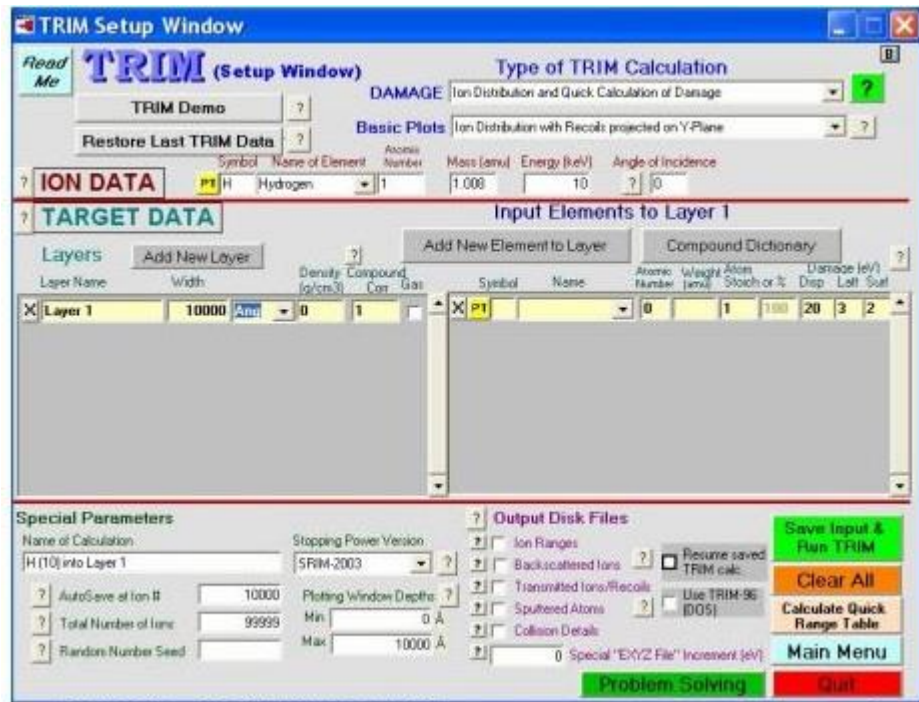 TRIM Setup Window
Read Me
TRIM (Setup Window)
Type of TRIM Calculation
B
DAMAGE Ion Distribution and Quick Calculation of Damage ?
TRIM Demo ?
Basic Plots Ion Distribution with Recoils projected on Y-Plane ?
Restore Last TRIM Data ?
Symbol Name of Element Atomic Number Mass (amu) Energy (keV) Angle of Incidence
? ION DATA PT H Hydrogen 1 1.008 10 ? 0
? TARGET DATA
Input Elements to Layer 1
Layers Add New Layer ?
Add New Element to Layer Compound Dictionary
Layer Name Width Density (g/cm3) Compound Corr Gas
Symbol Name Atomic Number Weight (amu) Atom Stoich or % Damage (eV) Disp Latt Surf
X Layer 1 10000 Ang 0 1
X PT 0 1 100 20 3 2
Special Parameters
Name of Calculation
H (10) into Layer 1
Stopping Power Version
SRIM-2003 ?
? AutoSave at Ion # 10000
? Total Number of Ions 99999
? Random Number Seed
Plotting Window Depths ?
Min 0 Å
Max 10000 Å
? Output Disk Files
? Ion Ranges
? Backscattered Ions
? Transmitted Ions/Recoils
? Sputtered Atoms
? Collision Details
? 0 Special "EXYZ File" Increment (eV)
? Resume saved TRIM calc.
? Use TRIM-96 (DOS)
Save Input & Run TRIM
Clear All
Calculate Quick Range Table
Main Menu
Problem Solving
Quit